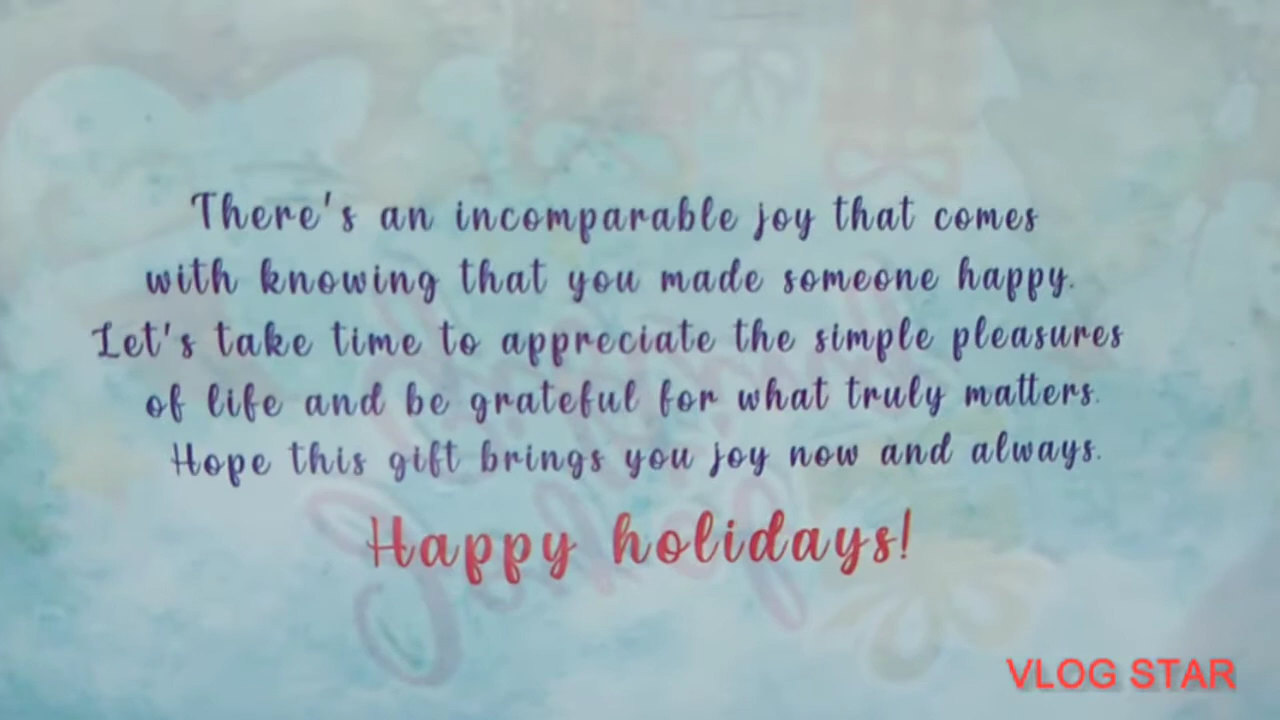 There's an incomparable joy that comes
with knowing that you made someone happy.
Let's take time to appreciate the simple pleasures
of life and be grateful for what truly matters.
Hope this gift brings you joy now and always.
Happy holidays!
VLOG STAR